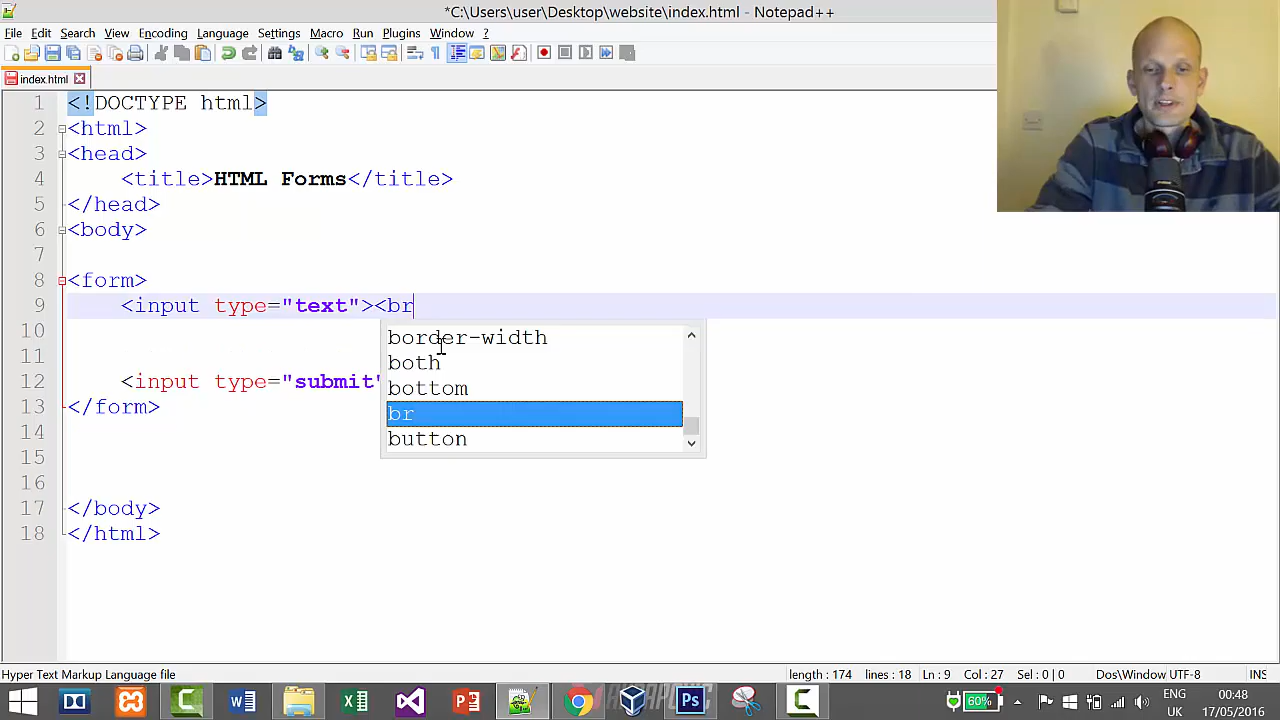 *C:\Users\user\Desktop\website\index.html - Notepad++
File Edit Search View Encoding Language Settings Macro Run Plugins Window ?
index.html
1 <!DOCTYPE html>
2 <html>
3 <head>
4 <title>HTML Forms</title>
5 </head>
6 <body>
7
8 <form>
9 <input type="text"><br
10
border-width
11
both
12 <input type="submit"
bottom
13 </form>
br
14
button
15
16
17 </body>
18 </html>
Hyper Text Markup Language file length : 174 lines : 18 Ln : 9 Col : 27 Sel : 0 | 0 Dos\Windows UTF-8 INS
60% ENG 00:48
UK 17/05/2016